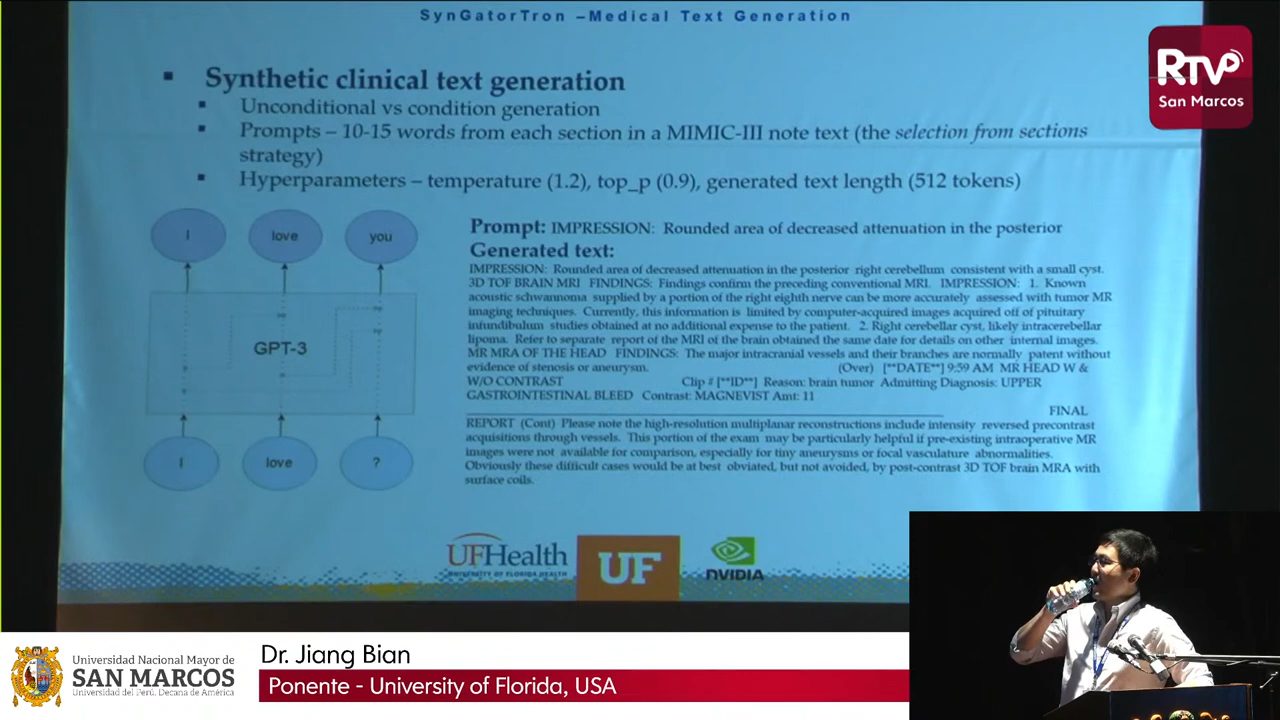 SynGatorTron –Medical Text Generation
RTVP
San Marcos
▪ Synthetic clinical text generation
▪ Unconditional vs condition generation
▪ Prompts – 10-15 words from each section in a MIMIC-III note text (the selection from sections
strategy)
▪ Hyperparameters – temperature (1.2), top_p (0.9), generated text length (512 tokens)
I love you
GPT-3
I love ?
Prompt: IMPRESSION: Rounded area of decreased attenuation in the posterior
Generated text:
IMPRESSION: Rounded area of decreased attenuation in the posterior right cerebellum consistent with a small cyst.
3D TOF BRAIN MRI FINDINGS: Findings confirm the preceding conventional MRI. IMPRESSION: 1. Known
acoustic schwannoma supplied by a portion of the right eighth nerve can be more accurately assessed with tumor MR
imaging techniques. Currently, this information is limited by computer-acquired images acquired off of pituitary
infundibulum studies obtained at no additional expense to the patient. 2. Right cerebellar cyst, likely intracerebellar
lipoma. Refer to separate report of the MRI of the brain obtained the same date for details on other internal images.
MR MRA OF THE HEAD FINDINGS: The major intracranial vessels and their branches are normally patent without
evidence of stenosis or aneurysm. (Over) [**DATE**] 9:59 AM MR HEAD W &
W/O CONTRAST Clip # [**ID**] Reason: brain tumor Admitting Diagnosis: UPPER
GASTROINTESTINAL BLEED Contrast: MAGNEVIST Amt: 11
FINAL
REPORT (Cont) Please note the high-resolution multiplanar reconstructions include intensity reversed precontrast
acquisitions through vessels. This portion of the exam may be particularly helpful if pre-existing intraoperative MR
images were not available for comparison, especially for tiny aneurysms or focal vasculature abnormalities.
Obviously these difficult cases would be at best obviated, but not avoided, by post-contrast 3D TOF brain MRA with
surface coils.
UFHealth
UNIVERSITY OF FLORIDA HEALTH
UF
NVIDIA
Universidad Nacional Mayor de
SAN MARCOS
Universidad del Perú. Decana de América
Dr. Jiang Bian
Ponente - University of Florida, USA